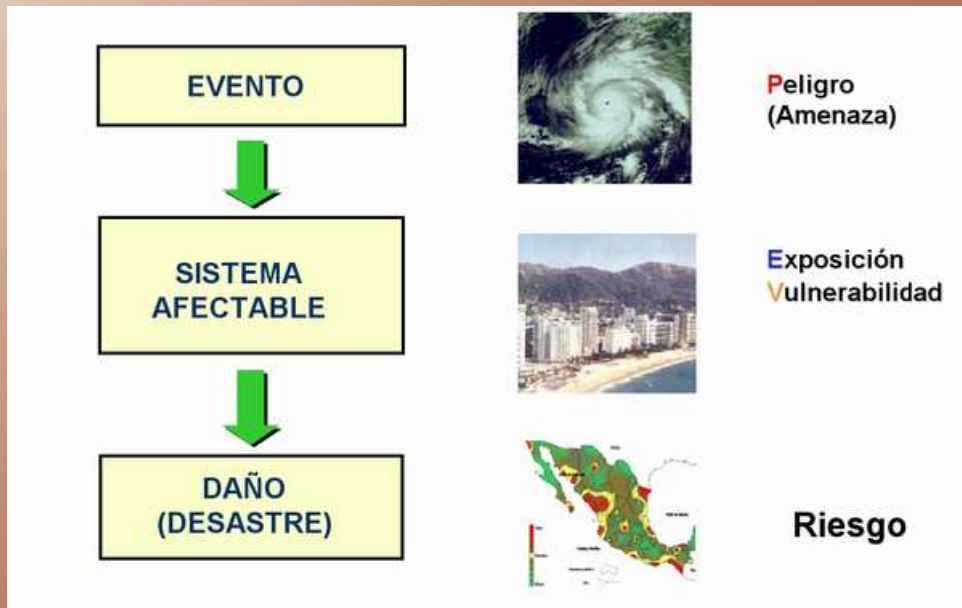 EVENTO
Peligro
(Amenaza)
SISTEMA
AFECTABLE
Exposición
Vulnerabilidad
DAÑO
(DESASTRE)
Riesgo